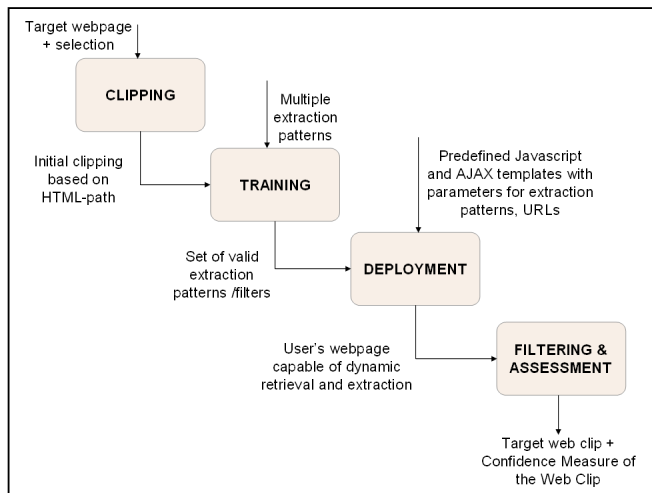 Target webpage
+ selection
CLIPPING
Multiple
extraction
patterns
Initial clipping
based on
HTML-path
TRAINING
Predefined Javascript
and AJAX templates with
parameters for extraction
patterns, URLs
Set of valid
extraction
patterns /filters
DEPLOYMENT
User's webpage
capable of dynamic
retrieval and extraction
FILTERING &
ASSESSMENT
Target web clip +
Confidence Measure of
the Web Clip